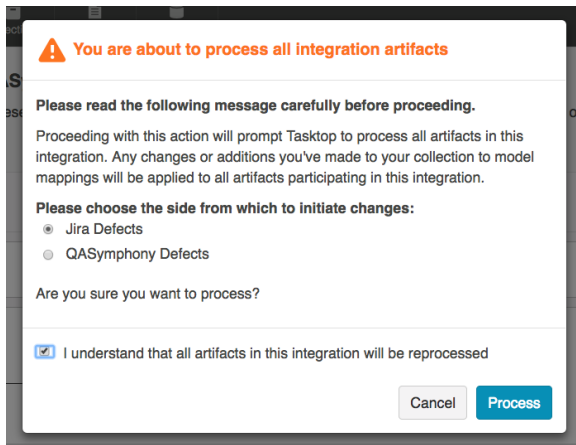 You are about to process all integration artifacts
Please read the following message carefully before proceeding.
Proceeding with this action will prompt Tasktop to process all artifacts in this
integration. Any changes or additions you've made to your collection to model
mappings will be applied to all artifacts participating in this integration.
Please choose the side from which to initiate changes:
Jira Defects
QASymphony Defects
Are you sure you want to process?
I understand that all artifacts in this integration will be reprocessed
Cancel Process